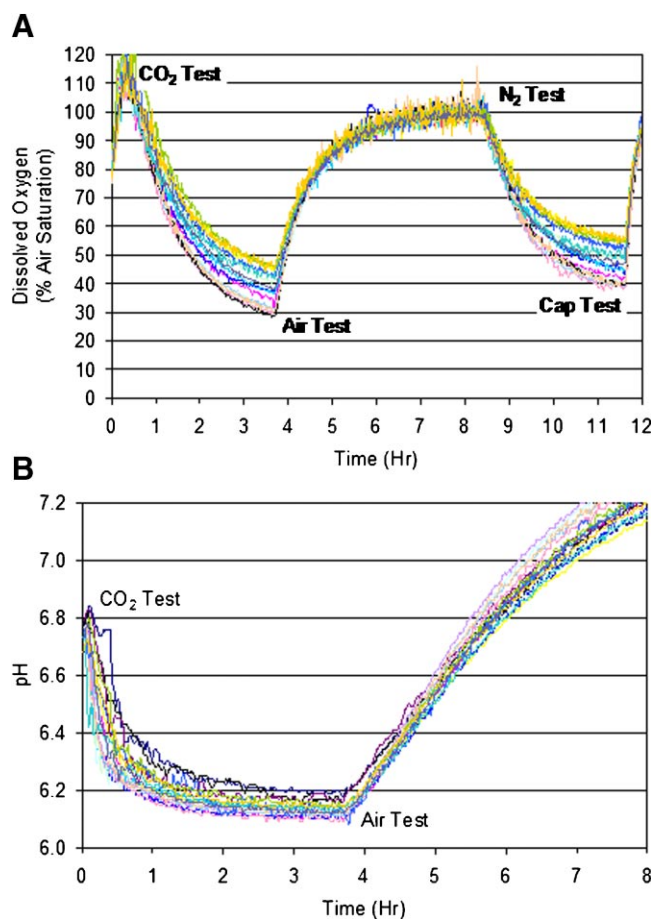 A
Dissolved Oxygen
(% Air Saturation)
120
110
100
90
80
70
60
50
40
30
20
10
0
CO₂ Test
N₂ Test
Air Test
Cap Test
0 1 2 3 4 5 6 7 8 9 10 11 12
Time (Hr)
B
pH
7.2
7.0
6.8
6.6
6.4
6.2
6.0
CO₂ Test
Air Test
0 1 2 3 4 5 6 7 8
Time (Hr)